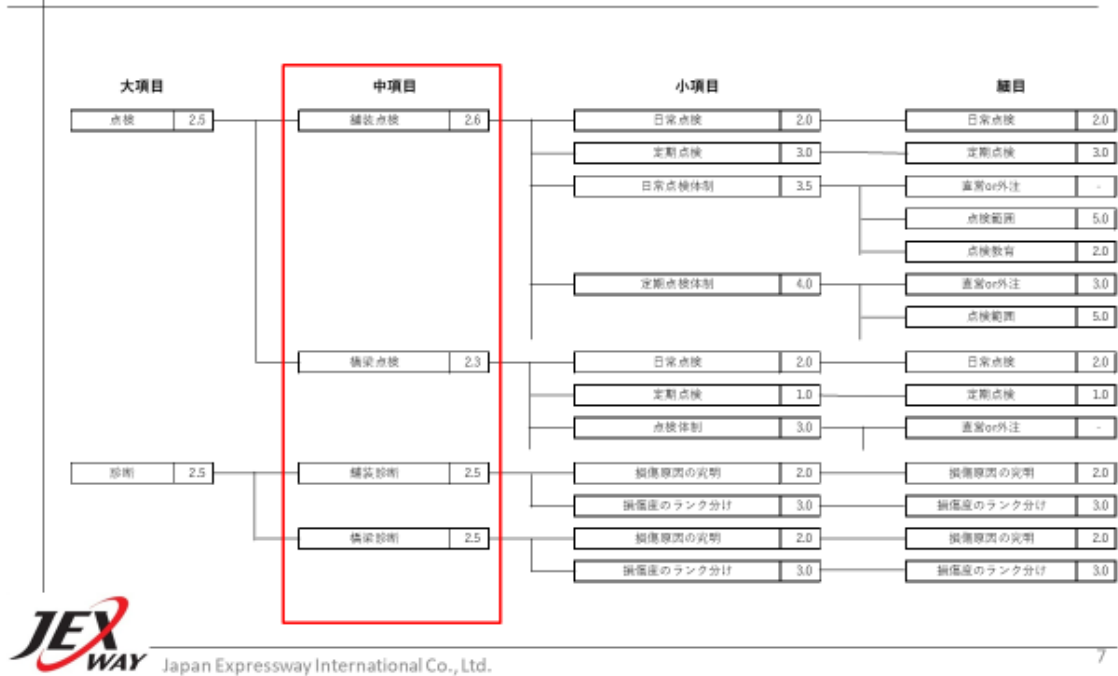 大項目 中項目 小項目 細目
点検 2.5 舗装点検 2.6 日常点検 2.0 日常点検 2.0
定期点検 3.0 定期点検 3.0
日常点検体制 3.5 直営or外注 -
点検範囲 5.0
点検教育 2.0
定期点検体制 4.0 直営or外注 3.0
点検範囲 5.0
橋梁点検 2.3 日常点検 2.0 日常点検 2.0
定期点検 1.0 定期点検 1.0
点検体制 3.0 直営or外注 -
診断 2.5 舗装診断 2.5 損傷原因の究明 2.0 損傷原因の究明 2.0
損傷度のランク分け 3.0 損傷度のランク分け 3.0
橋梁診断 2.5 損傷原因の究明 2.0 損傷原因の究明 2.0
損傷度のランク分け 3.0 損傷度のランク分け 3.0
JEXWAY
Japan Expressway International Co., Ltd.
7